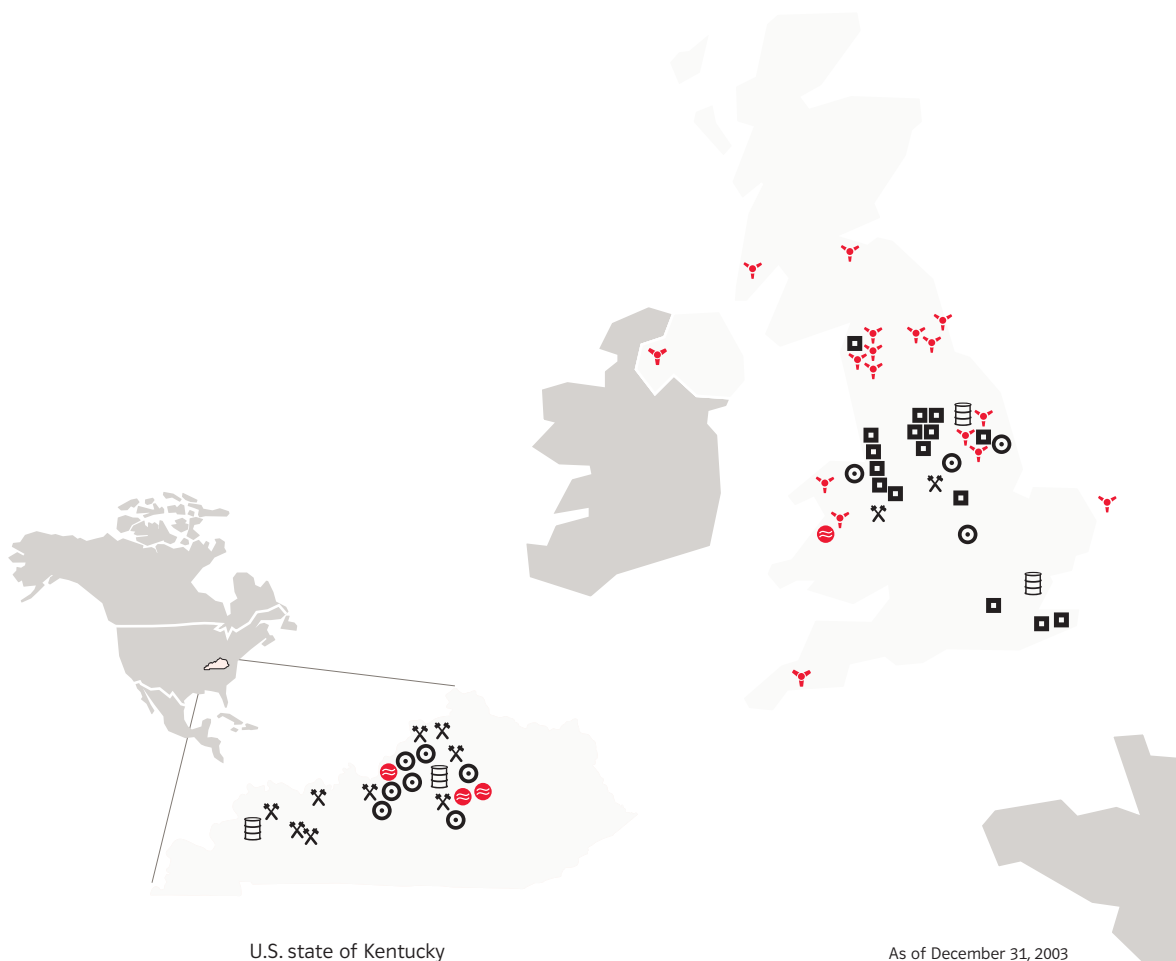 U.S. state of Kentucky
As of December 31, 2003